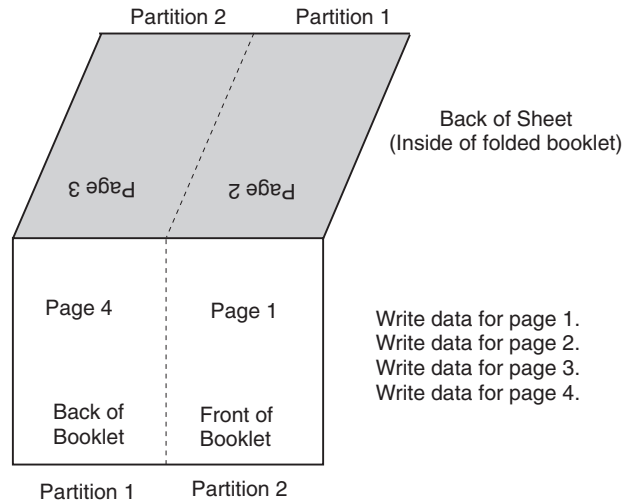 Partition 2
Partition 1
Back of Sheet
(Inside of folded booklet)
Page 3
Page 2
Page 4
Page 1
Write data for page 1.
Write data for page 2.
Write data for page 3.
Write data for page 4.
Back of
Booklet
Front of
Booklet
Partition 1
Partition 2